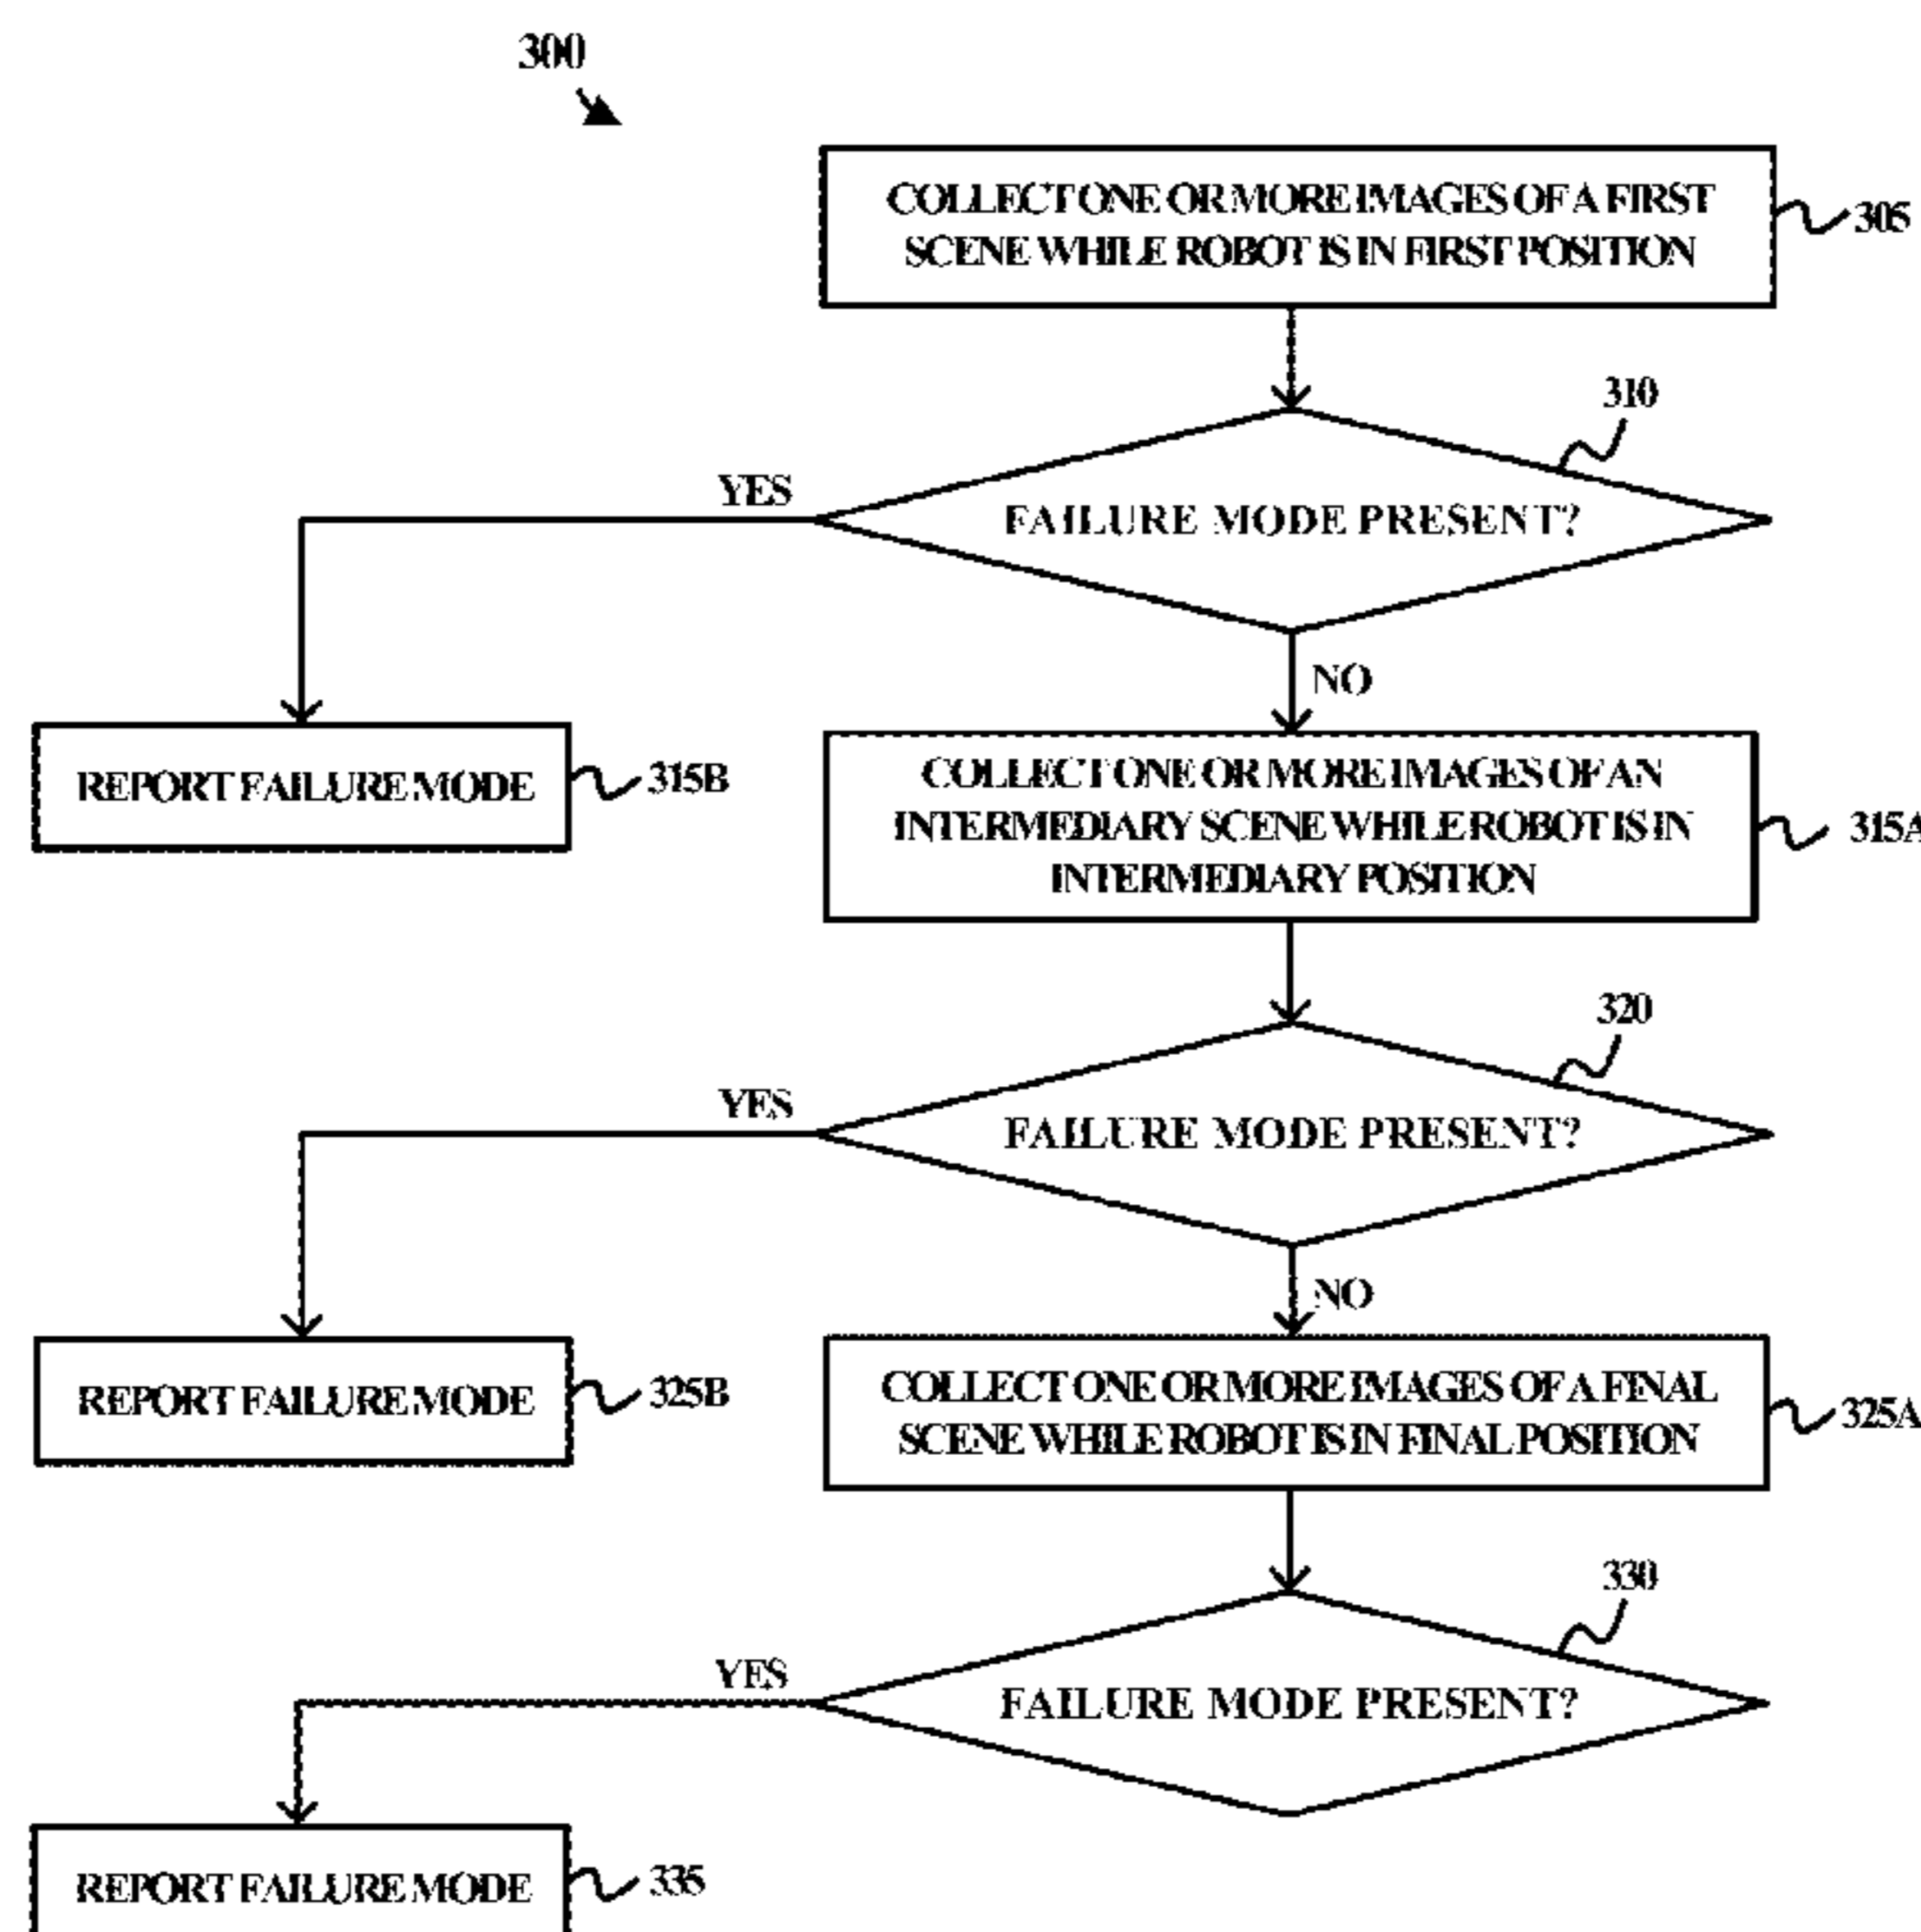 300
COLLECT ONE OR MORE IMAGES OF A FIRST
SCENE WHILE ROBOT IS IN FIRST POSITION
305
310
YES
FAILURE MODE PRESENT?
NO
REPORT FAILURE MODE
315B
COLLECT ONE OR MORE IMAGES OF AN
INTERMEDIARY SCENE WHILE ROBOT IS IN
INTERMEDIARY POSITION
315A
320
YES
FAILURE MODE PRESENT?
NO
REPORT FAILURE MODE
325B
COLLECT ONE OR MORE IMAGES OF A FINAL
SCENE WHILE ROBOT IS IN FINAL POSITION
325A
330
YES
FAILURE MODE PRESENT?
REPORT FAILURE MODE
335